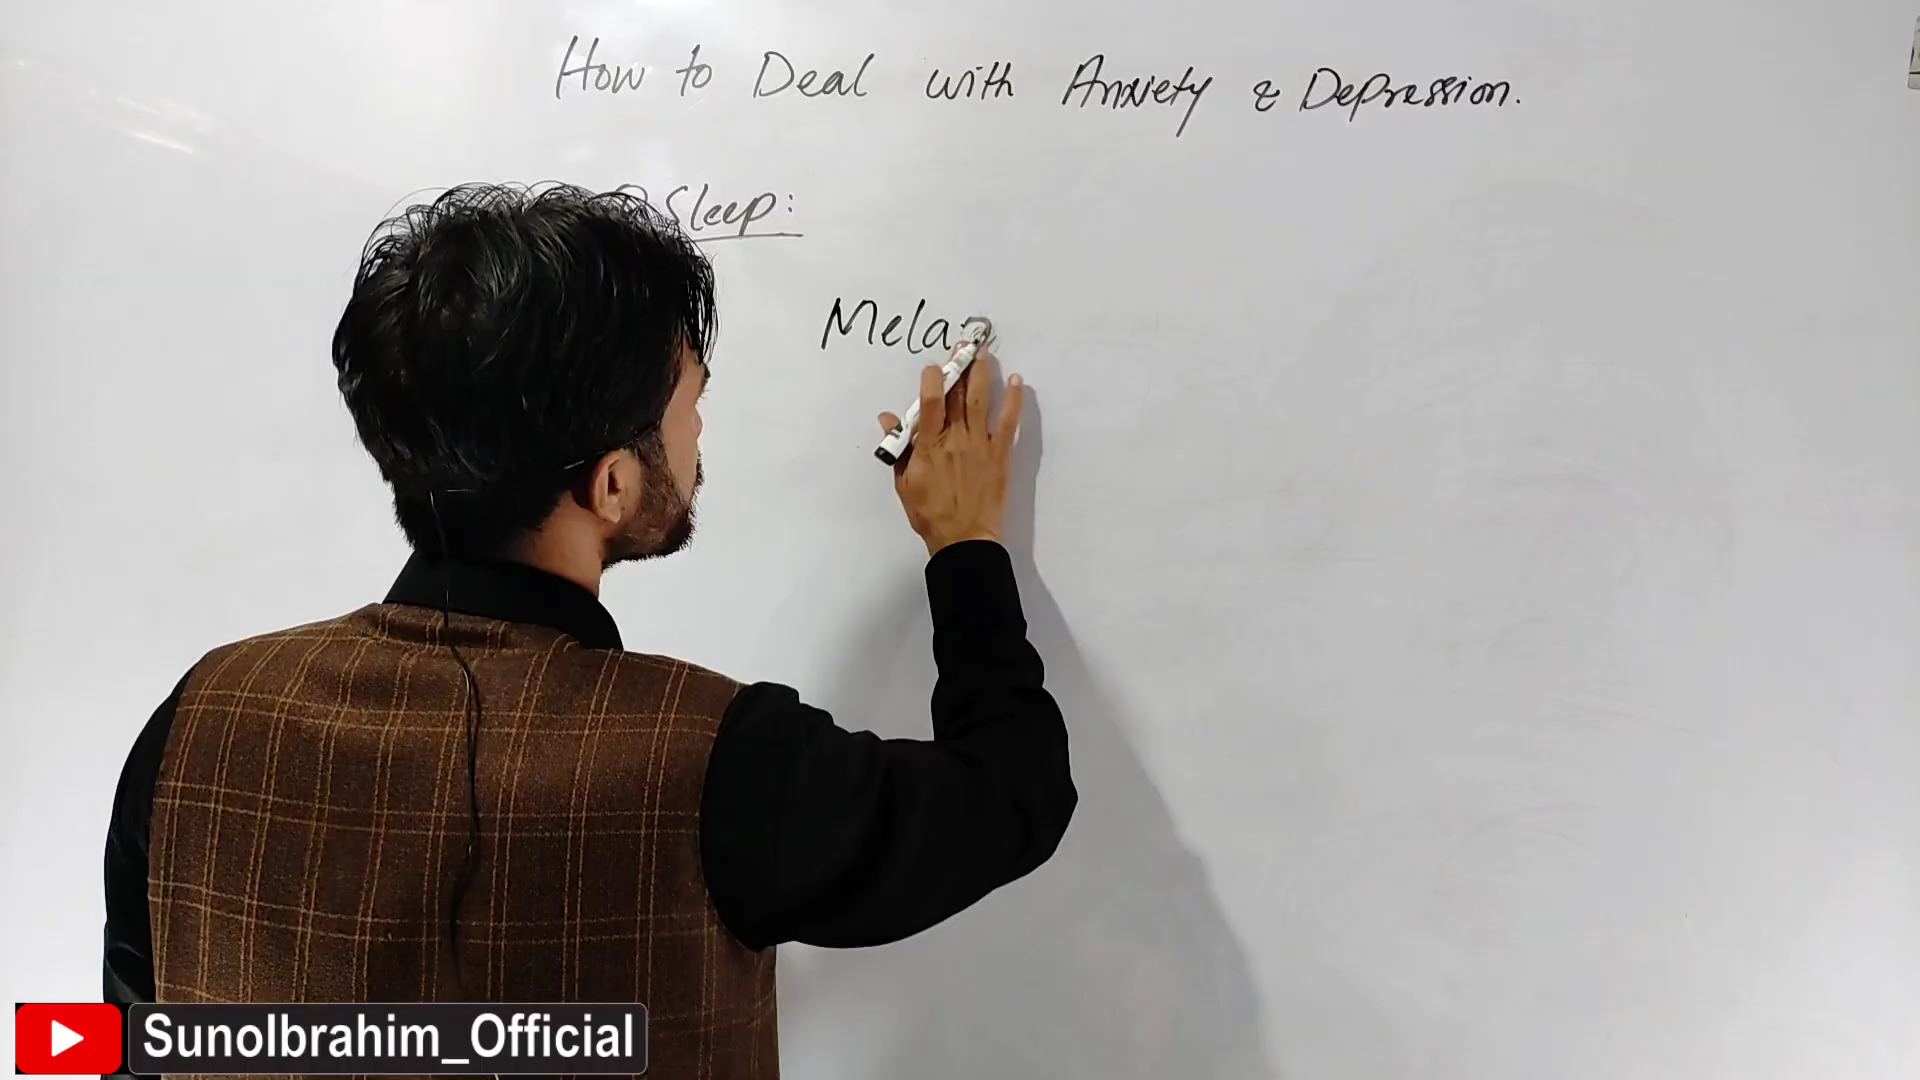 How to Deal with Anxiety & Depression.
Sleep:
Mela
SunoIbrahim_Official